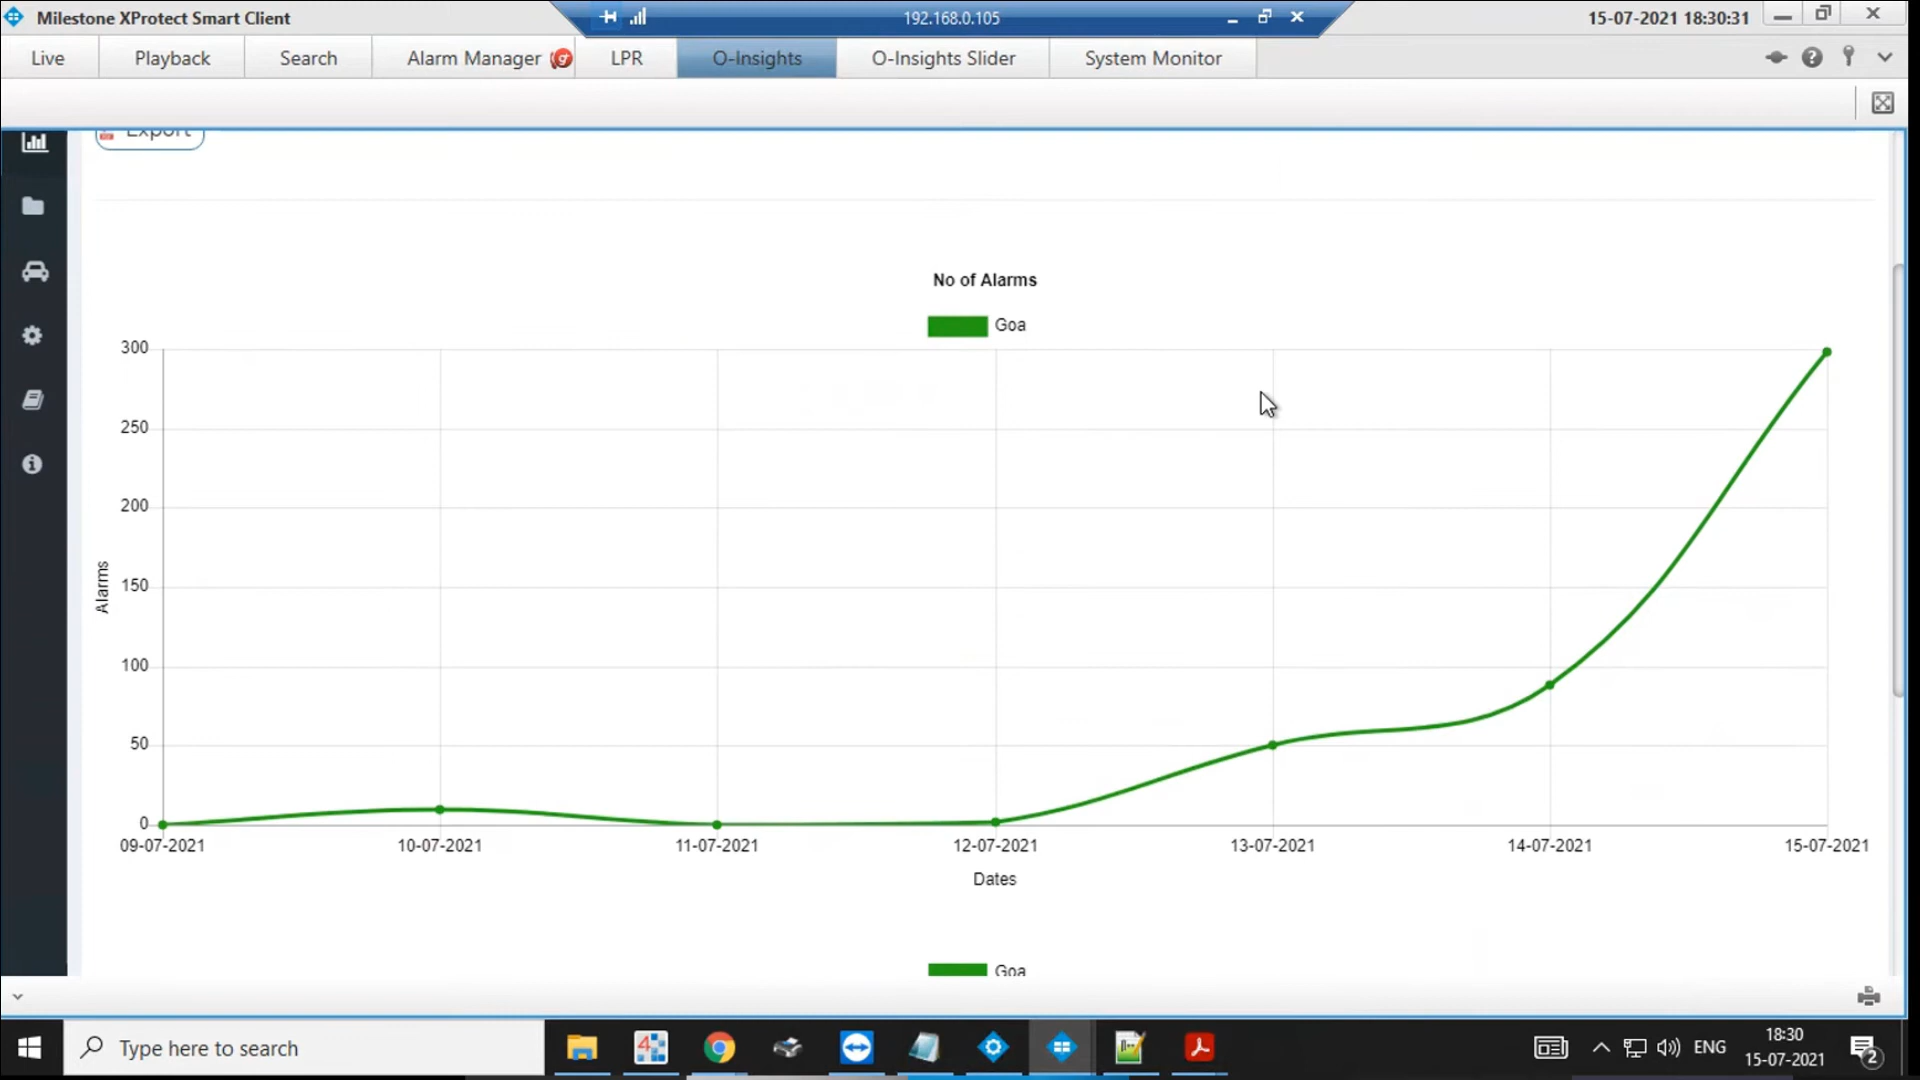 Milestone XProtect Smart Client
192.168.0.105
15-07-2021 18:30:31
Live
Playback
Search
Alarm Manager
LPR
O-Insights
O-Insights Slider
System Monitor
Export
No of Alarms
Goa
300
250
200
150
100
50
0
Alarms
09-07-2021
10-07-2021
11-07-2021
12-07-2021
13-07-2021
14-07-2021
15-07-2021
Dates
Goa
Type here to search
ENG
18:30
15-07-2021
2